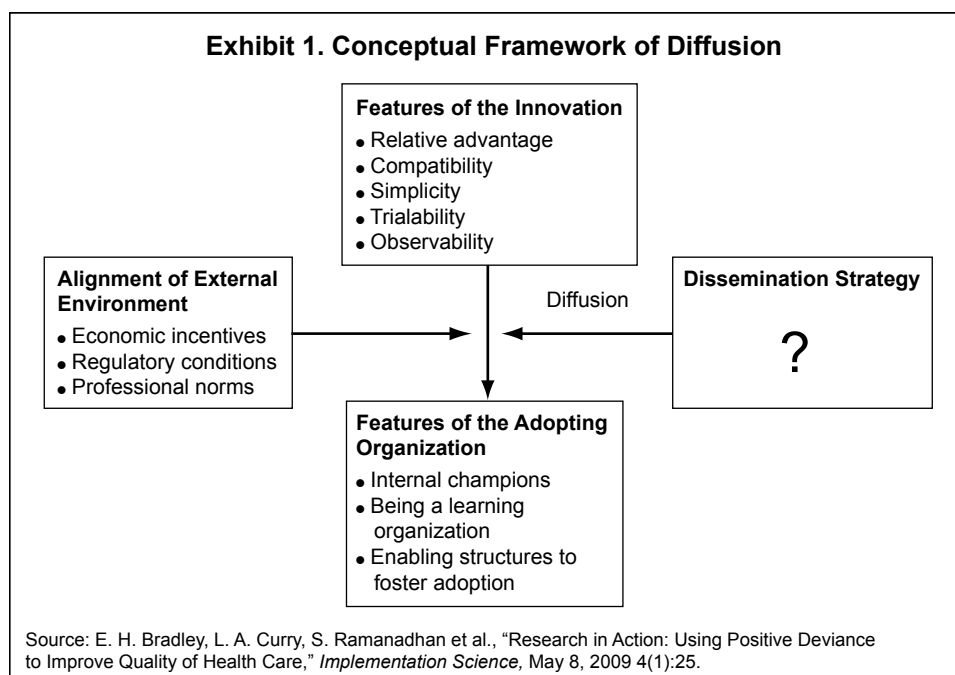 Exhibit 1. Conceptual Framework of Diffusion
Features of the Innovation
• Relative advantage
• Compatibility
• Simplicity
• Trialability
• Observability
Alignment of External
Environment
• Economic incentives
• Regulatory conditions
• Professional norms
Diffusion
Dissemination Strategy
?
Features of the Adopting
Organization
• Internal champions
• Being a learning
organization
• Enabling structures to
foster adoption
Source: E. H. Bradley, L. A. Curry, S. Ramanadhan et al., “Research in Action: Using Positive Deviance
to Improve Quality of Health Care,” Implementation Science, May 8, 2009 4(1):25.